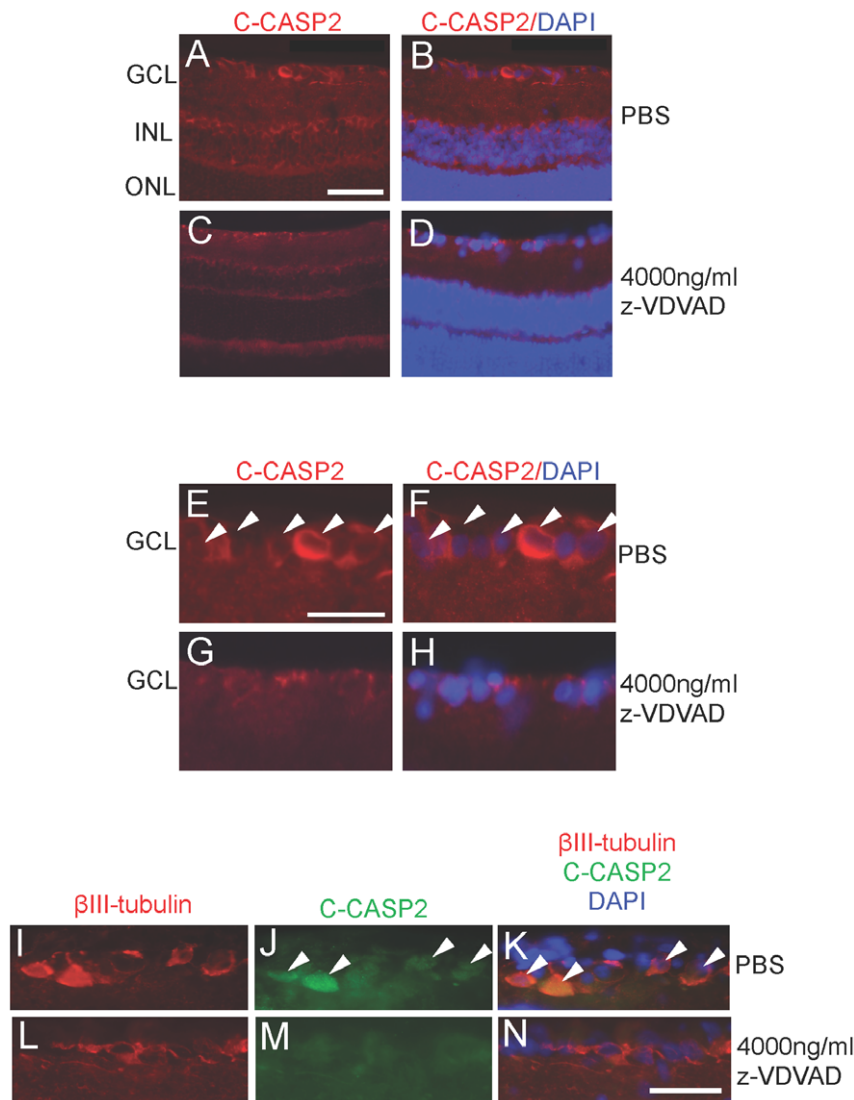 C-CASP2
C-CASP2/DAPI
A
B
GCL
INL
ONL
PBS
C
D
4000ng/ml
z-VDVAD
C-CASP2
C-CASP2/DAPI
E
F
GCL
PBS
G
H
GCL
4000ng/ml
z-VDVAD
βIII-tubulin
C-CASP2
βIII-tubulin
C-CASP2
DAPI
I
J
K
PBS
L
M
N
4000ng/ml
z-VDVAD